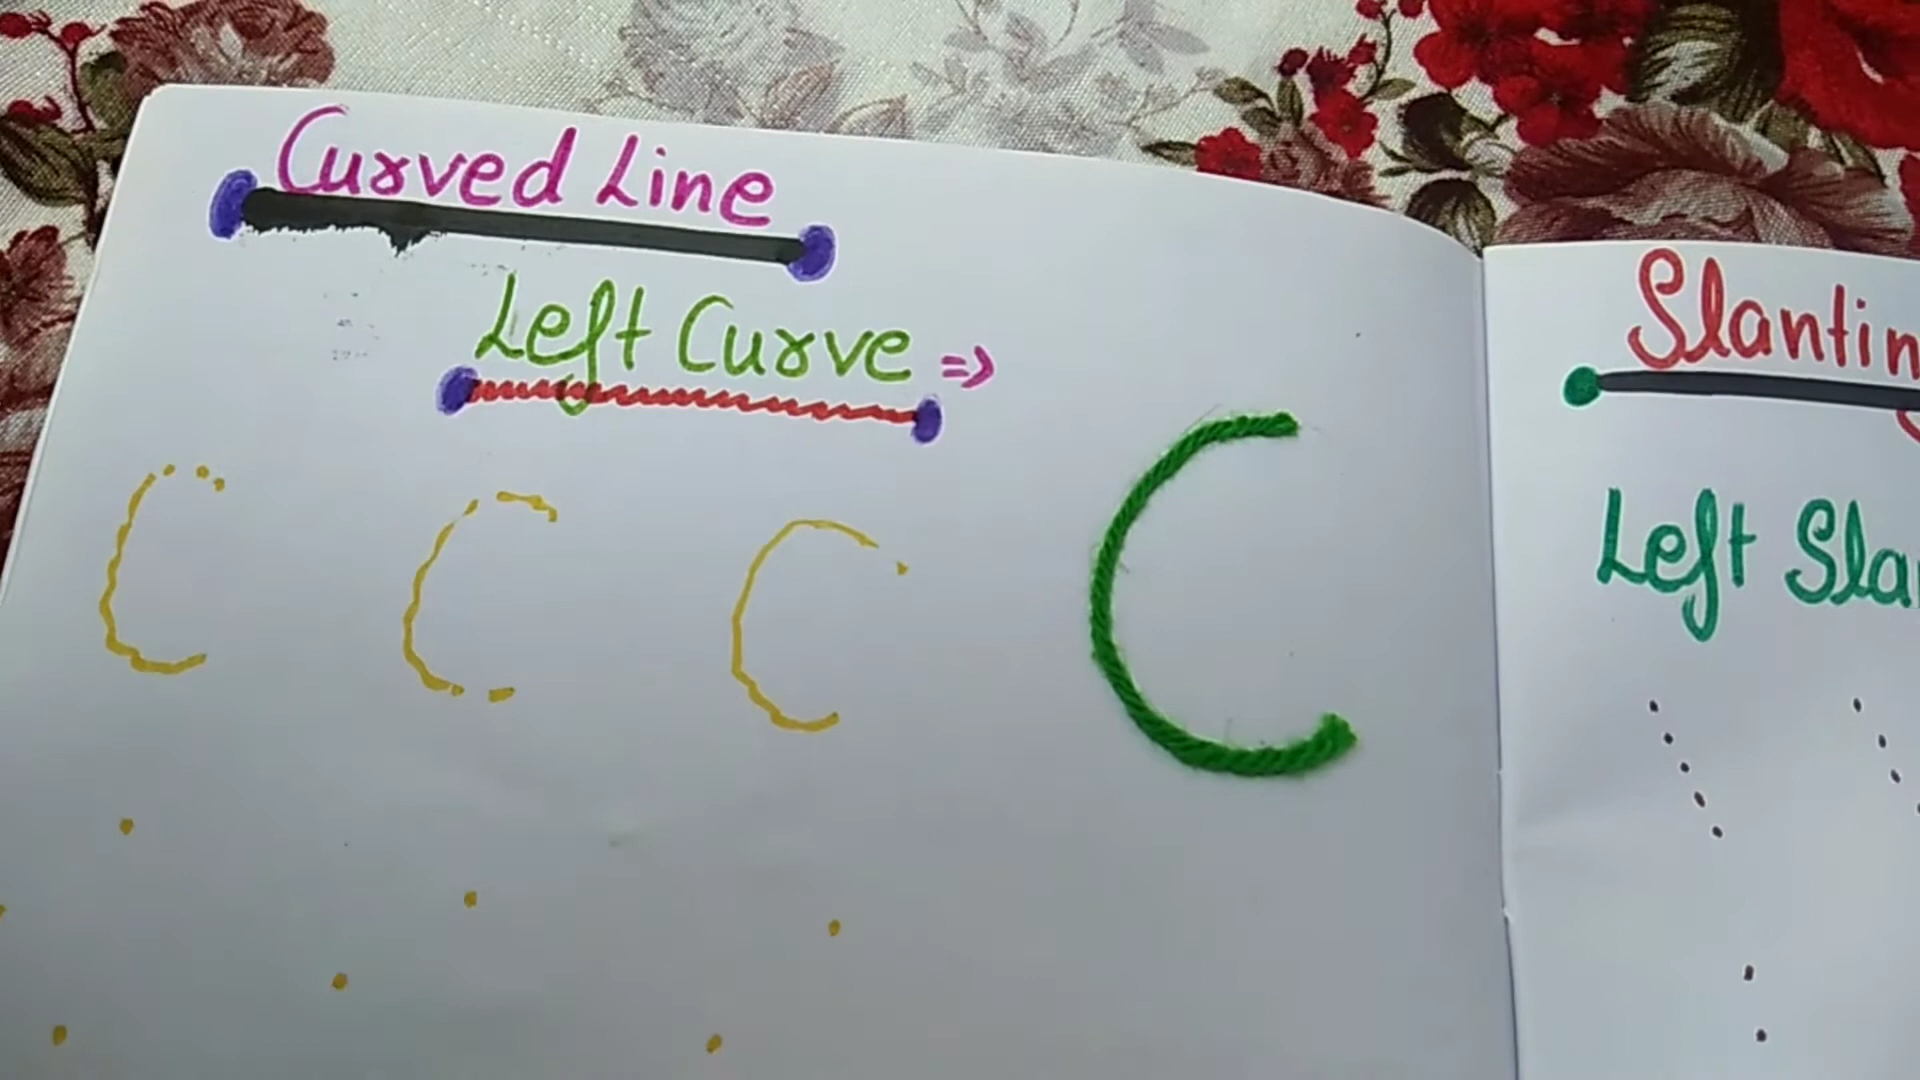 Curved Line
Left Curve ⇒
C C C C
Slantin
Left Sla